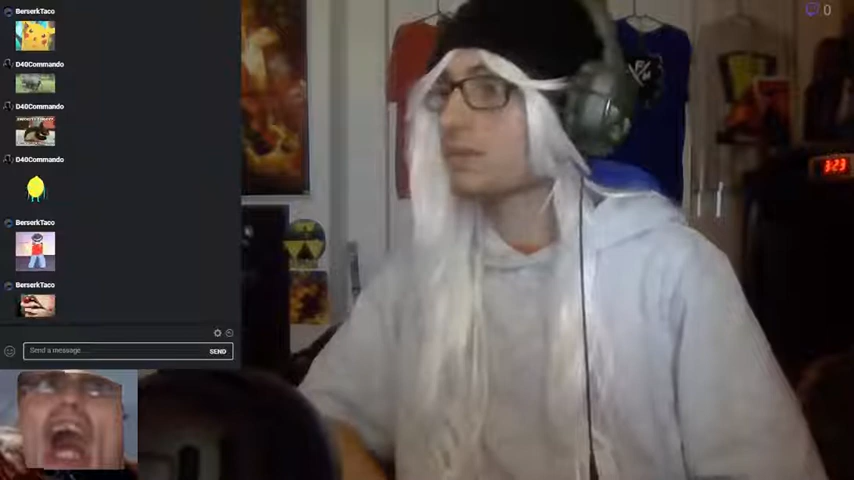 BerserkTaco
D40Commando
D40Commando
D40Commando
BerserkTaco
BerserkTaco
Send a message...
SEND
0
3:23